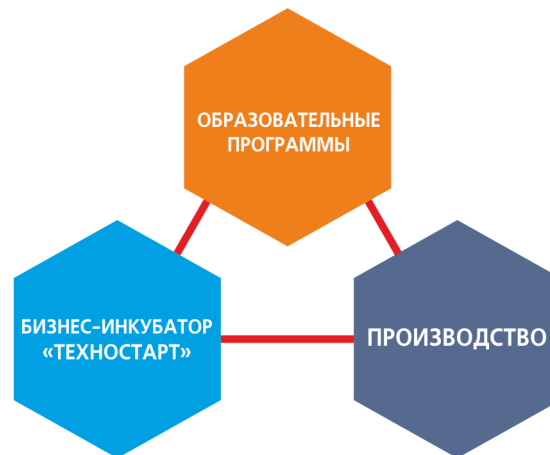 ОБРАЗОВАТЕЛЬНЫЕ
ПРОГРАММЫ
БИЗНЕС-ИНКУБАТОР
«ТЕХНОСТАРТ»
ПРОИЗВОДСТВО